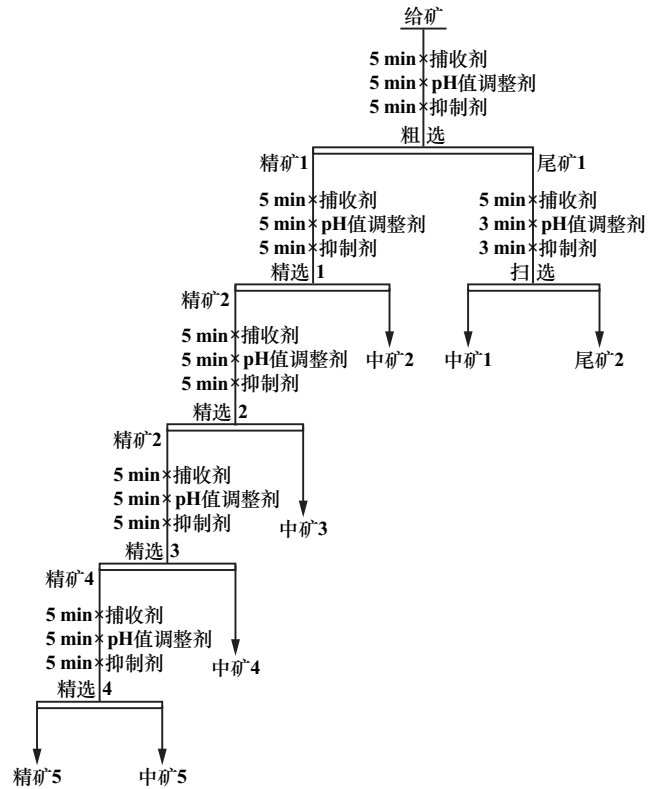 给矿
5 min×捕收剂
5 min×pH值调整剂
5 min×抑制剂
粗选
精矿1
尾矿1
5 min×捕收剂
5 min×捕收剂
5 min×pH值调整剂
3 min×pH值调整剂
5 min×抑制剂
3 min×抑制剂
精选1
扫选
精矿2
5 min×捕收剂
5 min×pH值调整剂
中矿2
中矿1
尾矿2
5 min×抑制剂
精选2
精矿2
5 min×捕收剂
5 min×pH值调整剂
5 min×抑制剂
中矿3
精选3
精矿4
5 min×捕收剂
5 min×pH值调整剂
5 min×抑制剂
中矿4
精选4
精矿5
中矿5